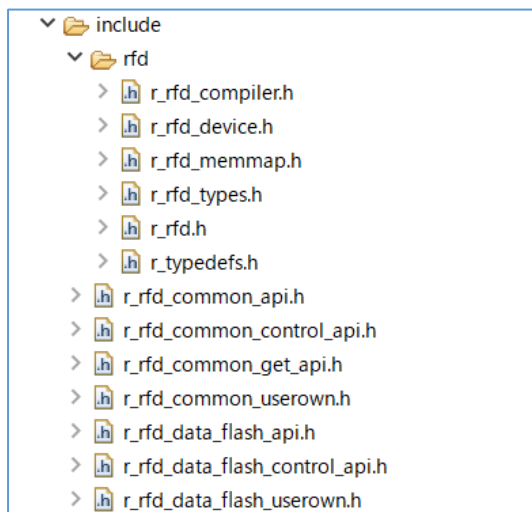 include
rfd
r_rfd_compiler.h
r_rfd_device.h
r_rfd_memmap.h
r_rfd_types.h
r_rfd.h
r_typedefs.h
r_rfd_common_api.h
r_rfd_common_control_api.h
r_rfd_common_get_api.h
r_rfd_common_userown.h
r_rfd_data_flash_api.h
r_rfd_data_flash_control_api.h
r_rfd_data_flash_userown.h